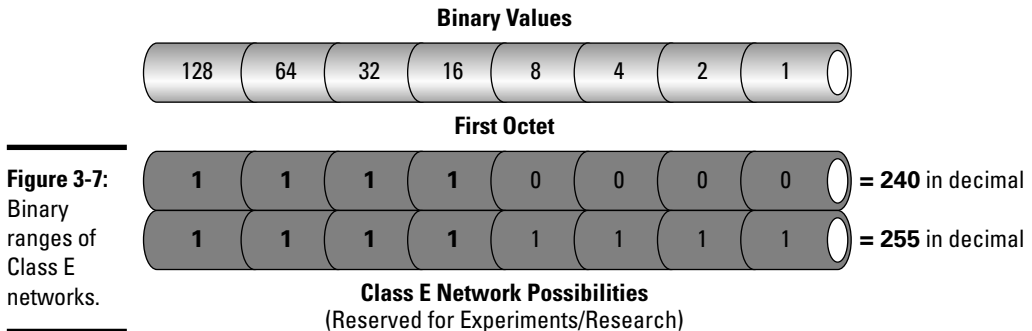 Binary Values
128 64 32 16 8 4 2 1
First Octet
Figure 3-7:
Binary
ranges of
Class E
networks.
1 1 1 1 0 0 0 0 = 240 in decimal
1 1 1 1 1 1 1 1 = 255 in decimal
Class E Network Possibilities
(Reserved for Experiments/Research)